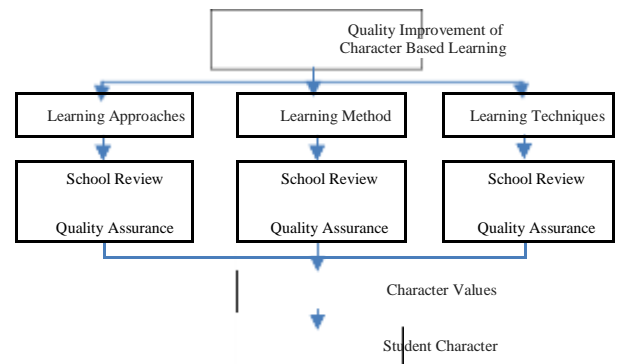 Quality Improvement of
Character Based Learning
Learning Approaches
Learning Method
Learning Techniques
School Review
Quality Assurance
School Review
Quality Assurance
School Review
Quality Assurance
Character Values
Student Character